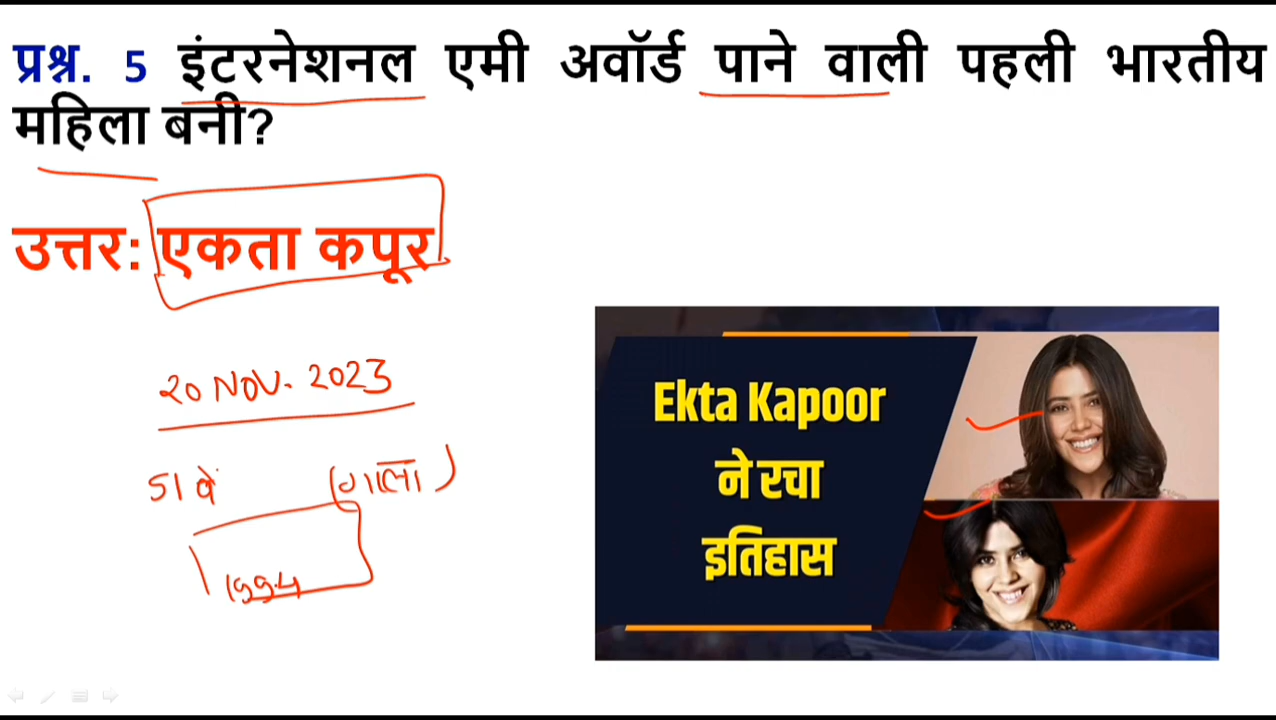 प्रश्न. 5 इंटरनेशनल एमी अवॉर्ड पाने वाली पहली भारतीय
महिला बनी?
उत्तर: एकता कपूर
20 NOV. 2023
51 वे (गाला)
1994
Ekta Kapoor
ने रचा
इतिहास